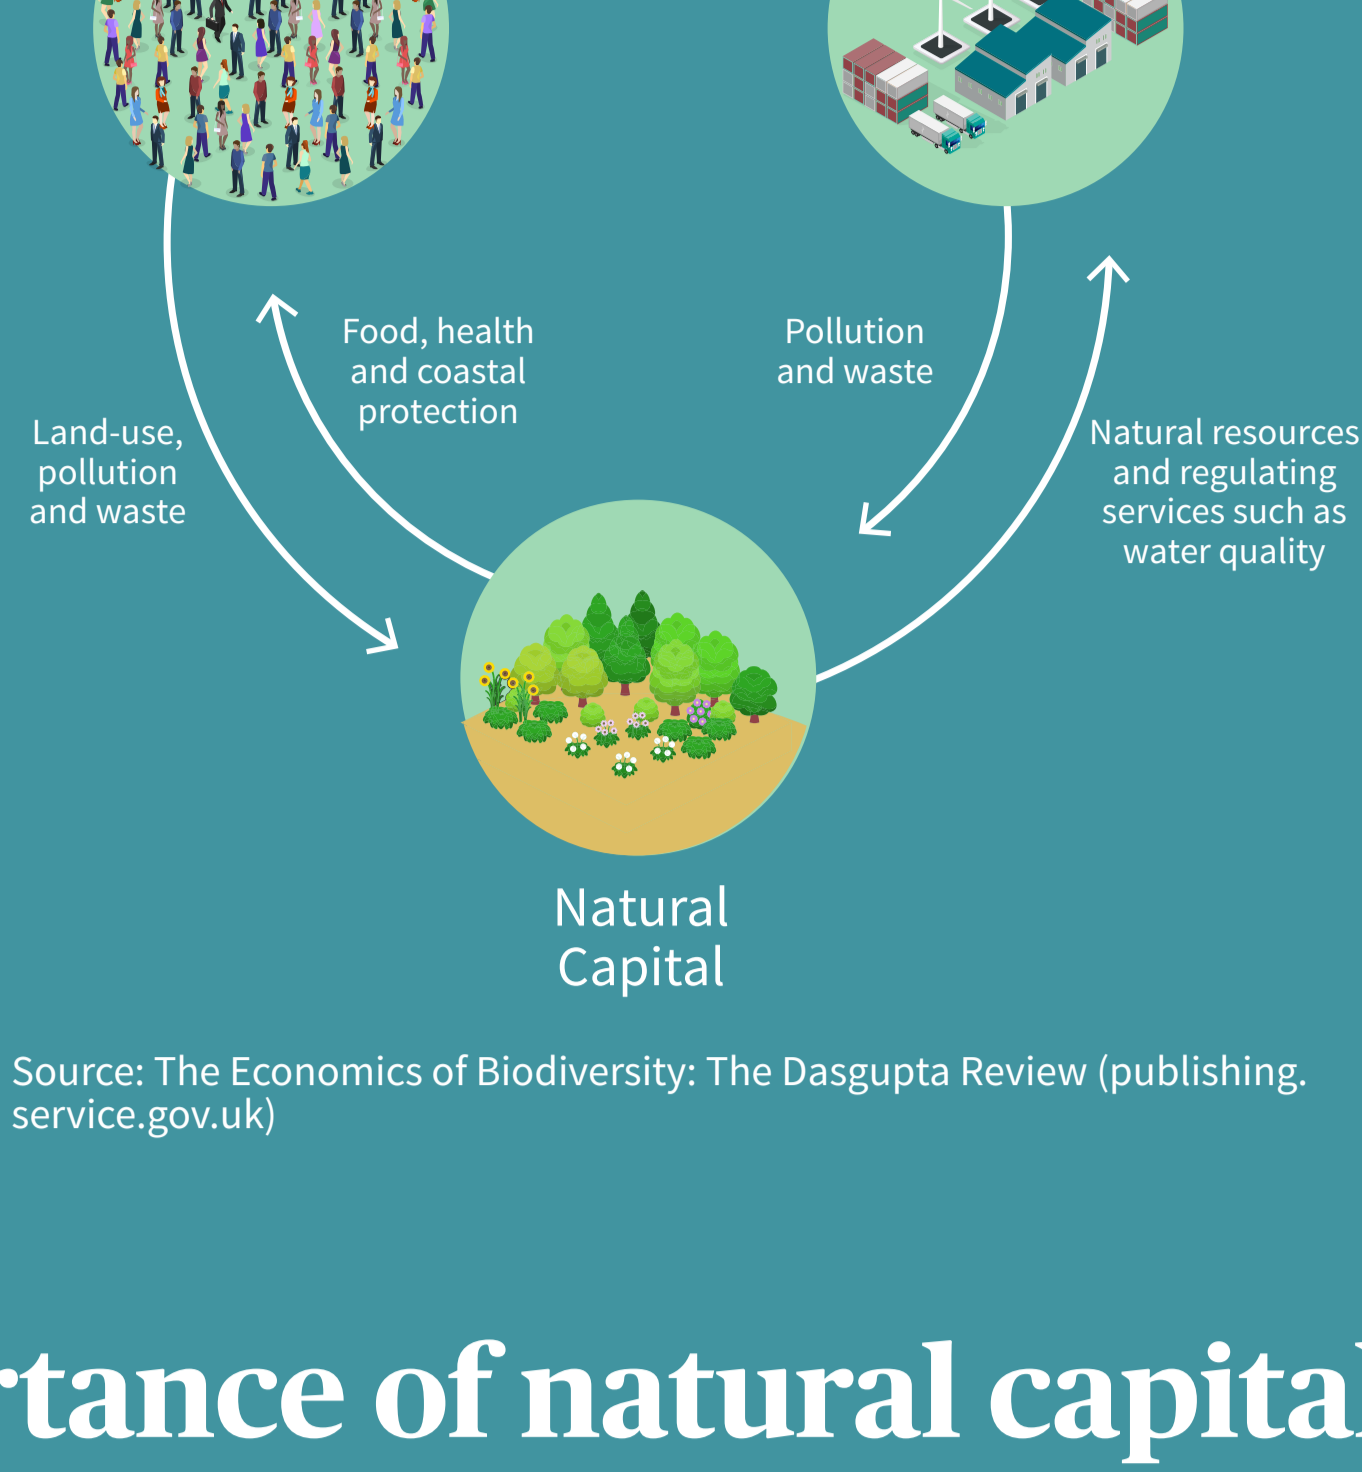 Food, health
and coastal
protection
Pollution
and waste
Land-use,
pollution
and waste
Natural resources
and regulating
services such as
water quality
Natural
Capital
Source: The Economics of Biodiversity: The Dasgupta Review (publishing.
service.gov.uk)
of natural capital